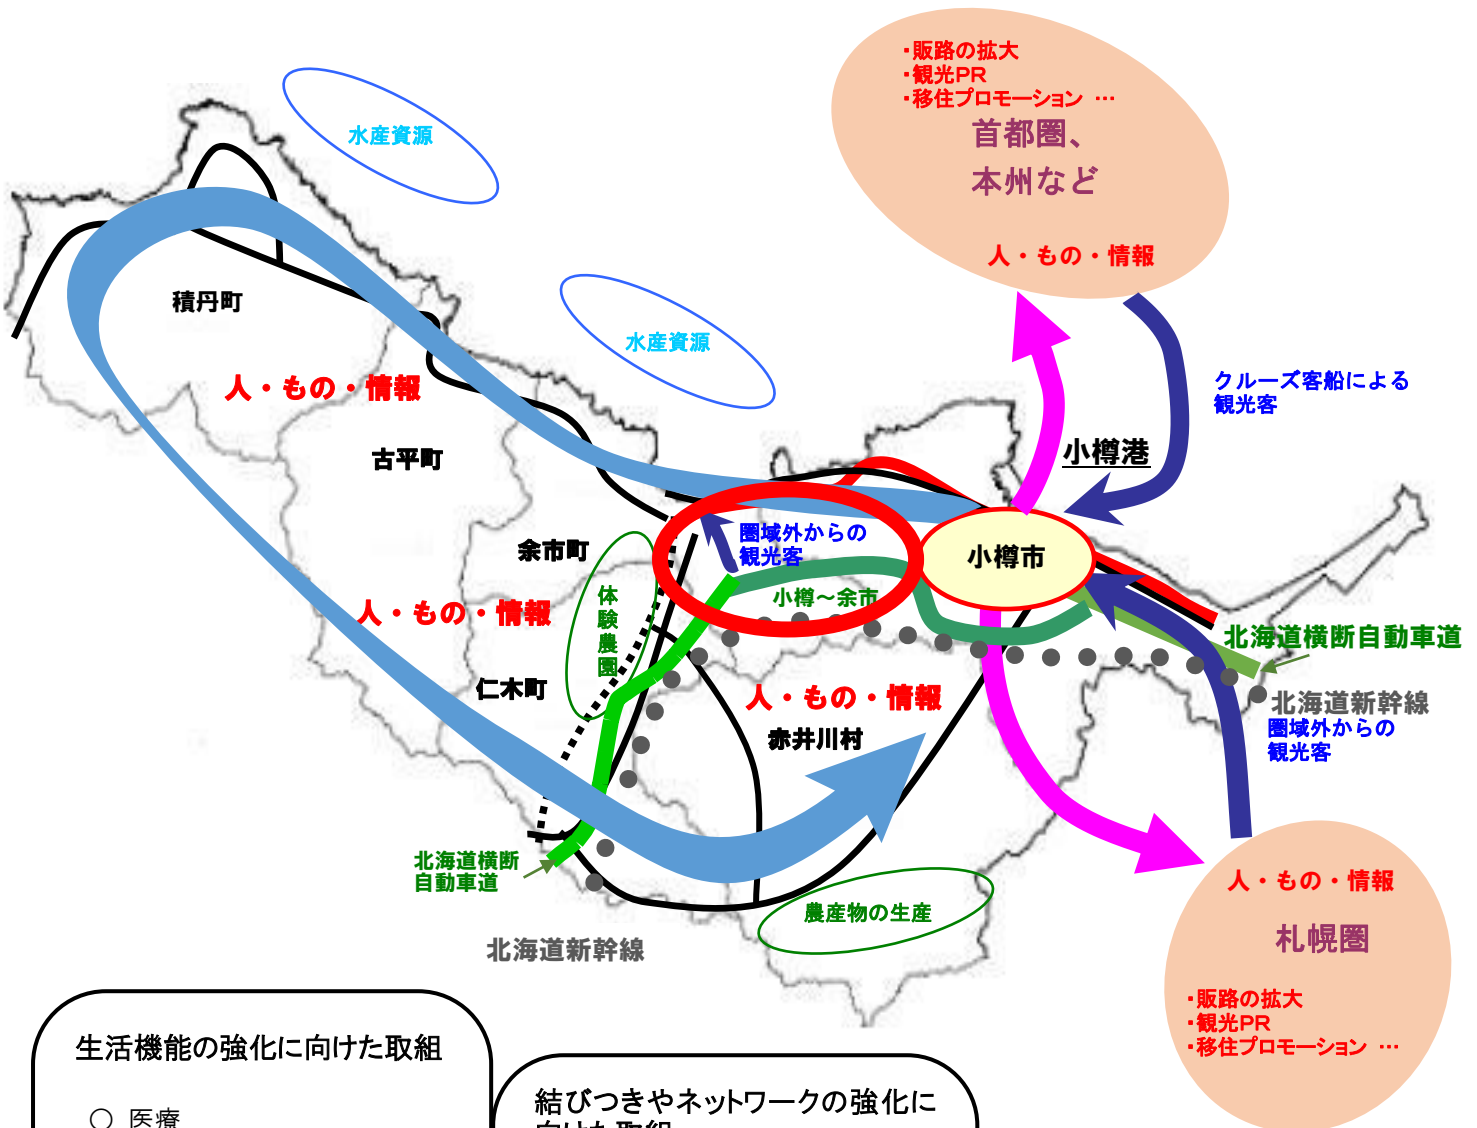 ・販路の拡大
・観光PR
・移住プロモーション …
首都圏、
本州など
人・もの・情報
水産資源
水産資源
積丹町
人・もの・情報
古平町
クルーズ客船による
観光客
小樽港
圏域外からの
観光客
余市町
小樽市
体験農園
小樽～余市
人・もの・情報
北海道横断自動車道
仁木町
人・もの・情報
北海道新幹線
赤井川村
圏域外からの
観光客
北海道横断
自動車道
農産物の生産
人・もの・情報
北海道新幹線
札幌圏
・販路の拡大
・観光PR
・移住プロモーション …
生活機能の強化に向けた取組
○ 医療
結びつきやネットワークの強化に
向けた取組